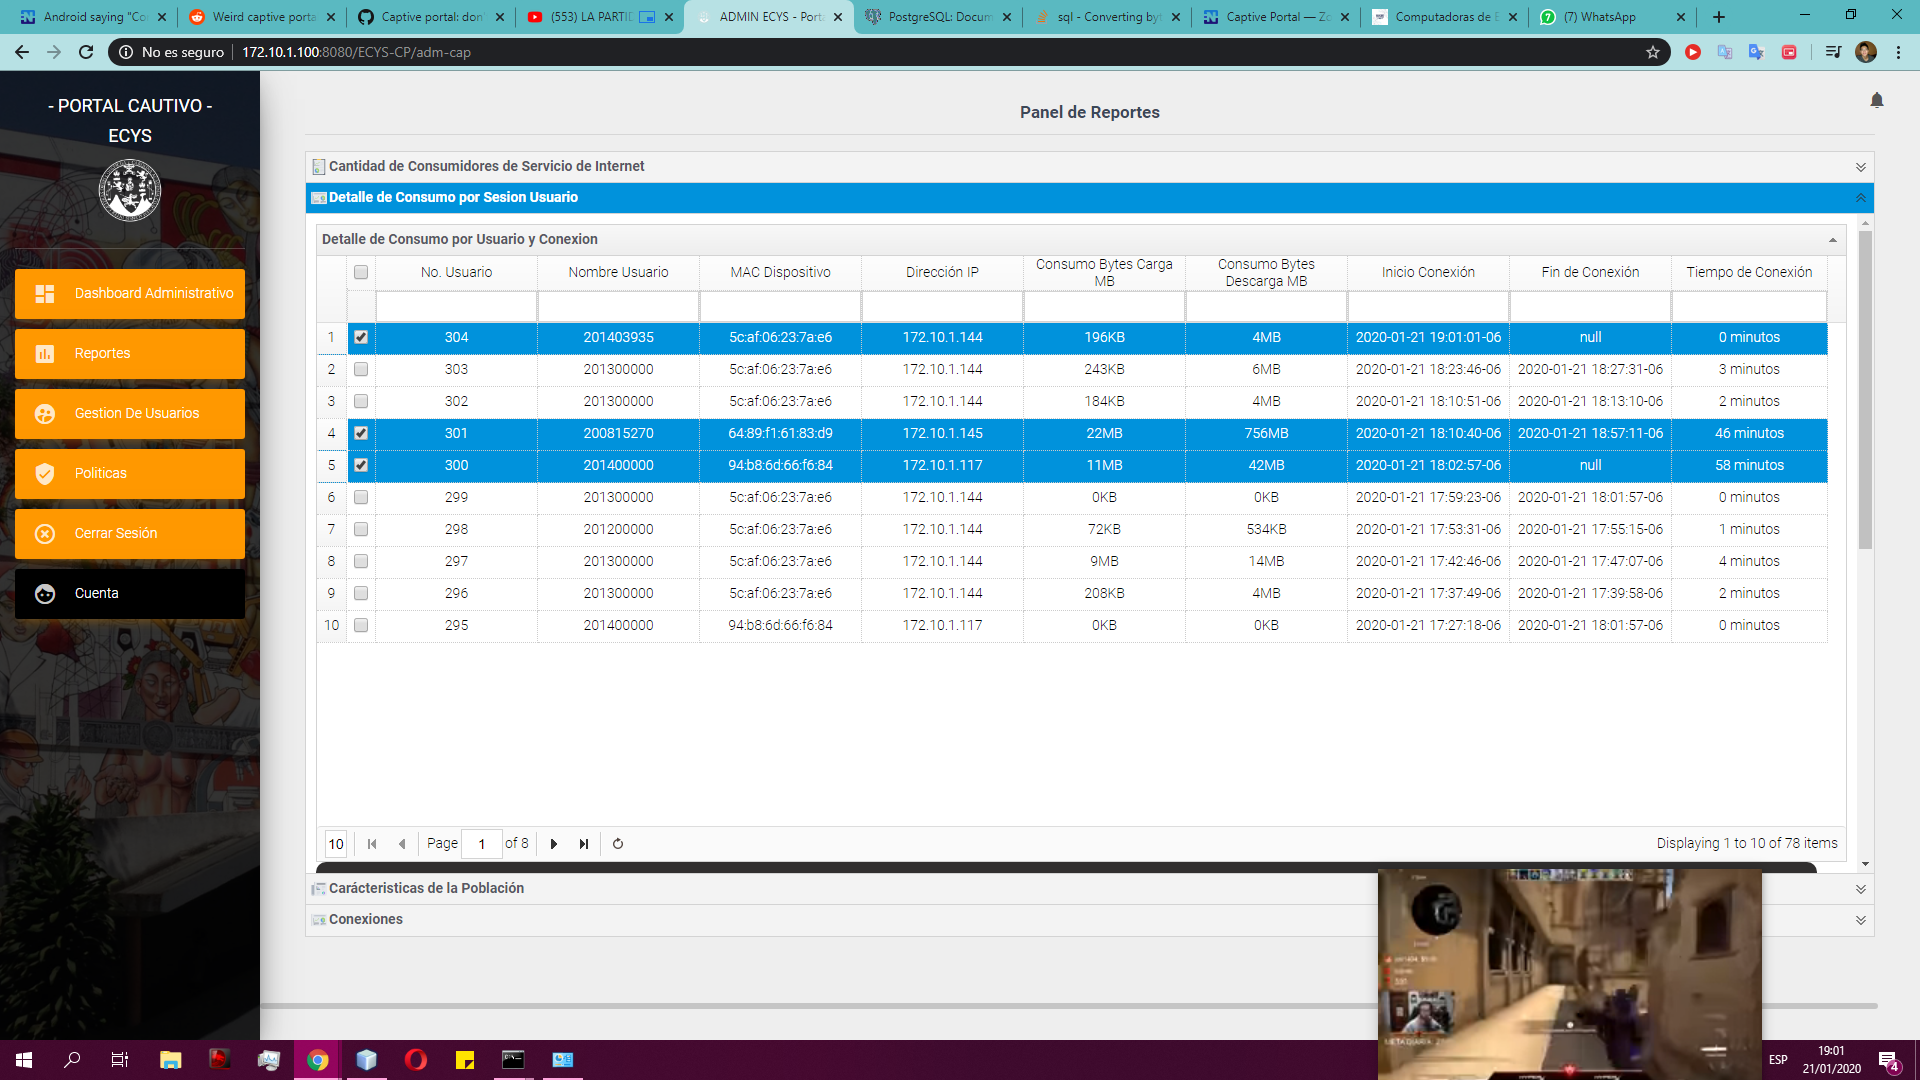 Android saying "Co
Weird captive porta
Captive portal: don'
(553) LA PARTID
ADMIN ECYS - Port
PostgreSQL: Docum
sql - Converting by
Captive Portal — Zo
Computadoras de E
(7) WhatsApp
No es seguro
172.10.1.100:8080/ECYS-CP/adm-cap
- PORTAL CAUTIVO -
ECYS
Dashboard Administrativo
Reportes
Gestion De Usuarios
Politicas
Cerrar Sesión
Cuenta
Panel de Reportes
Cantidad de Consumidores de Servicio de Internet
Detalle de Consumo por Sesion Usuario
Detalle de Consumo por Usuario y Conexion
No. Usuario Nombre Usuario MAC Dispositivo Dirección IP Consumo Bytes Carga MB Consumo Bytes Descarga MB Inicio Conexión Fin de Conexión Tiempo de Conexión
1 304 201403935 5c:af:06:23:7a:e6 172.10.1.144 196KB 4MB 2020-01-21 19:01:01-06 null 0 minutos
2 303 201300000 5c:af:06:23:7a:e6 172.10.1.144 243KB 6MB 2020-01-21 18:23:46-06 2020-01-21 18:27:31-06 3 minutos
3 302 201300000 5c:af:06:23:7a:e6 172.10.1.144 184KB 4MB 2020-01-21 18:10:51-06 2020-01-21 18:13:10-06 2 minutos
4 301 200815270 64:89:f1:61:83:d9 172.10.1.145 22MB 756MB 2020-01-21 18:10:40-06 2020-01-21 18:57:11-06 46 minutos
5 300 201400000 94:b8:6d:66:f6:84 172.10.1.117 11MB 42MB 2020-01-21 18:02:57-06 null 58 minutos
6 299 201300000 5c:af:06:23:7a:e6 172.10.1.144 0KB 0KB 2020-01-21 17:59:23-06 2020-01-21 18:01:57-06 0 minutos
7 298 201200000 5c:af:06:23:7a:e6 172.10.1.144 72KB 534KB 2020-01-21 17:53:31-06 2020-01-21 17:55:15-06 1 minutos
8 297 201300000 5c:af:06:23:7a:e6 172.10.1.144 9MB 14MB 2020-01-21 17:42:46-06 2020-01-21 17:47:07-06 4 minutos
9 296 201300000 5c:af:06:23:7a:e6 172.10.1.144 208KB 4MB 2020-01-21 17:37:49-06 2020-01-21 17:39:58-06 2 minutos
10 295 201400000 94:b8:6d:66:f6:84 172.10.1.117 0KB 0KB 2020-01-21 17:27:18-06 2020-01-21 18:01:57-06 0 minutos
10 Page 1 of 8 Displaying 1 to 10 of 78 items
Carácteristicas de la Población
Conexiones
META DIARIA: 2
ESP
19:01
21/01/2020
4